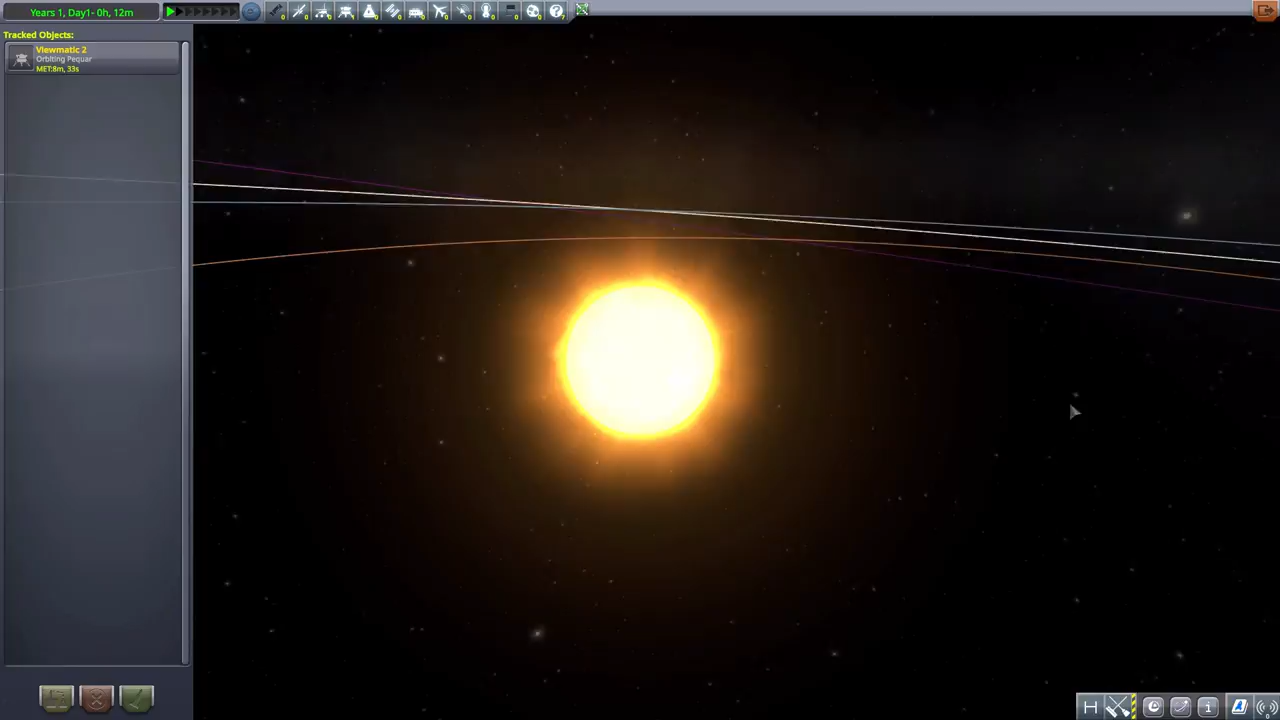 Years 1, Day1- 0h, 12m
Tracked Objects:
Viewmatic 2
Orbiting Pequar
MET:8m, 33s